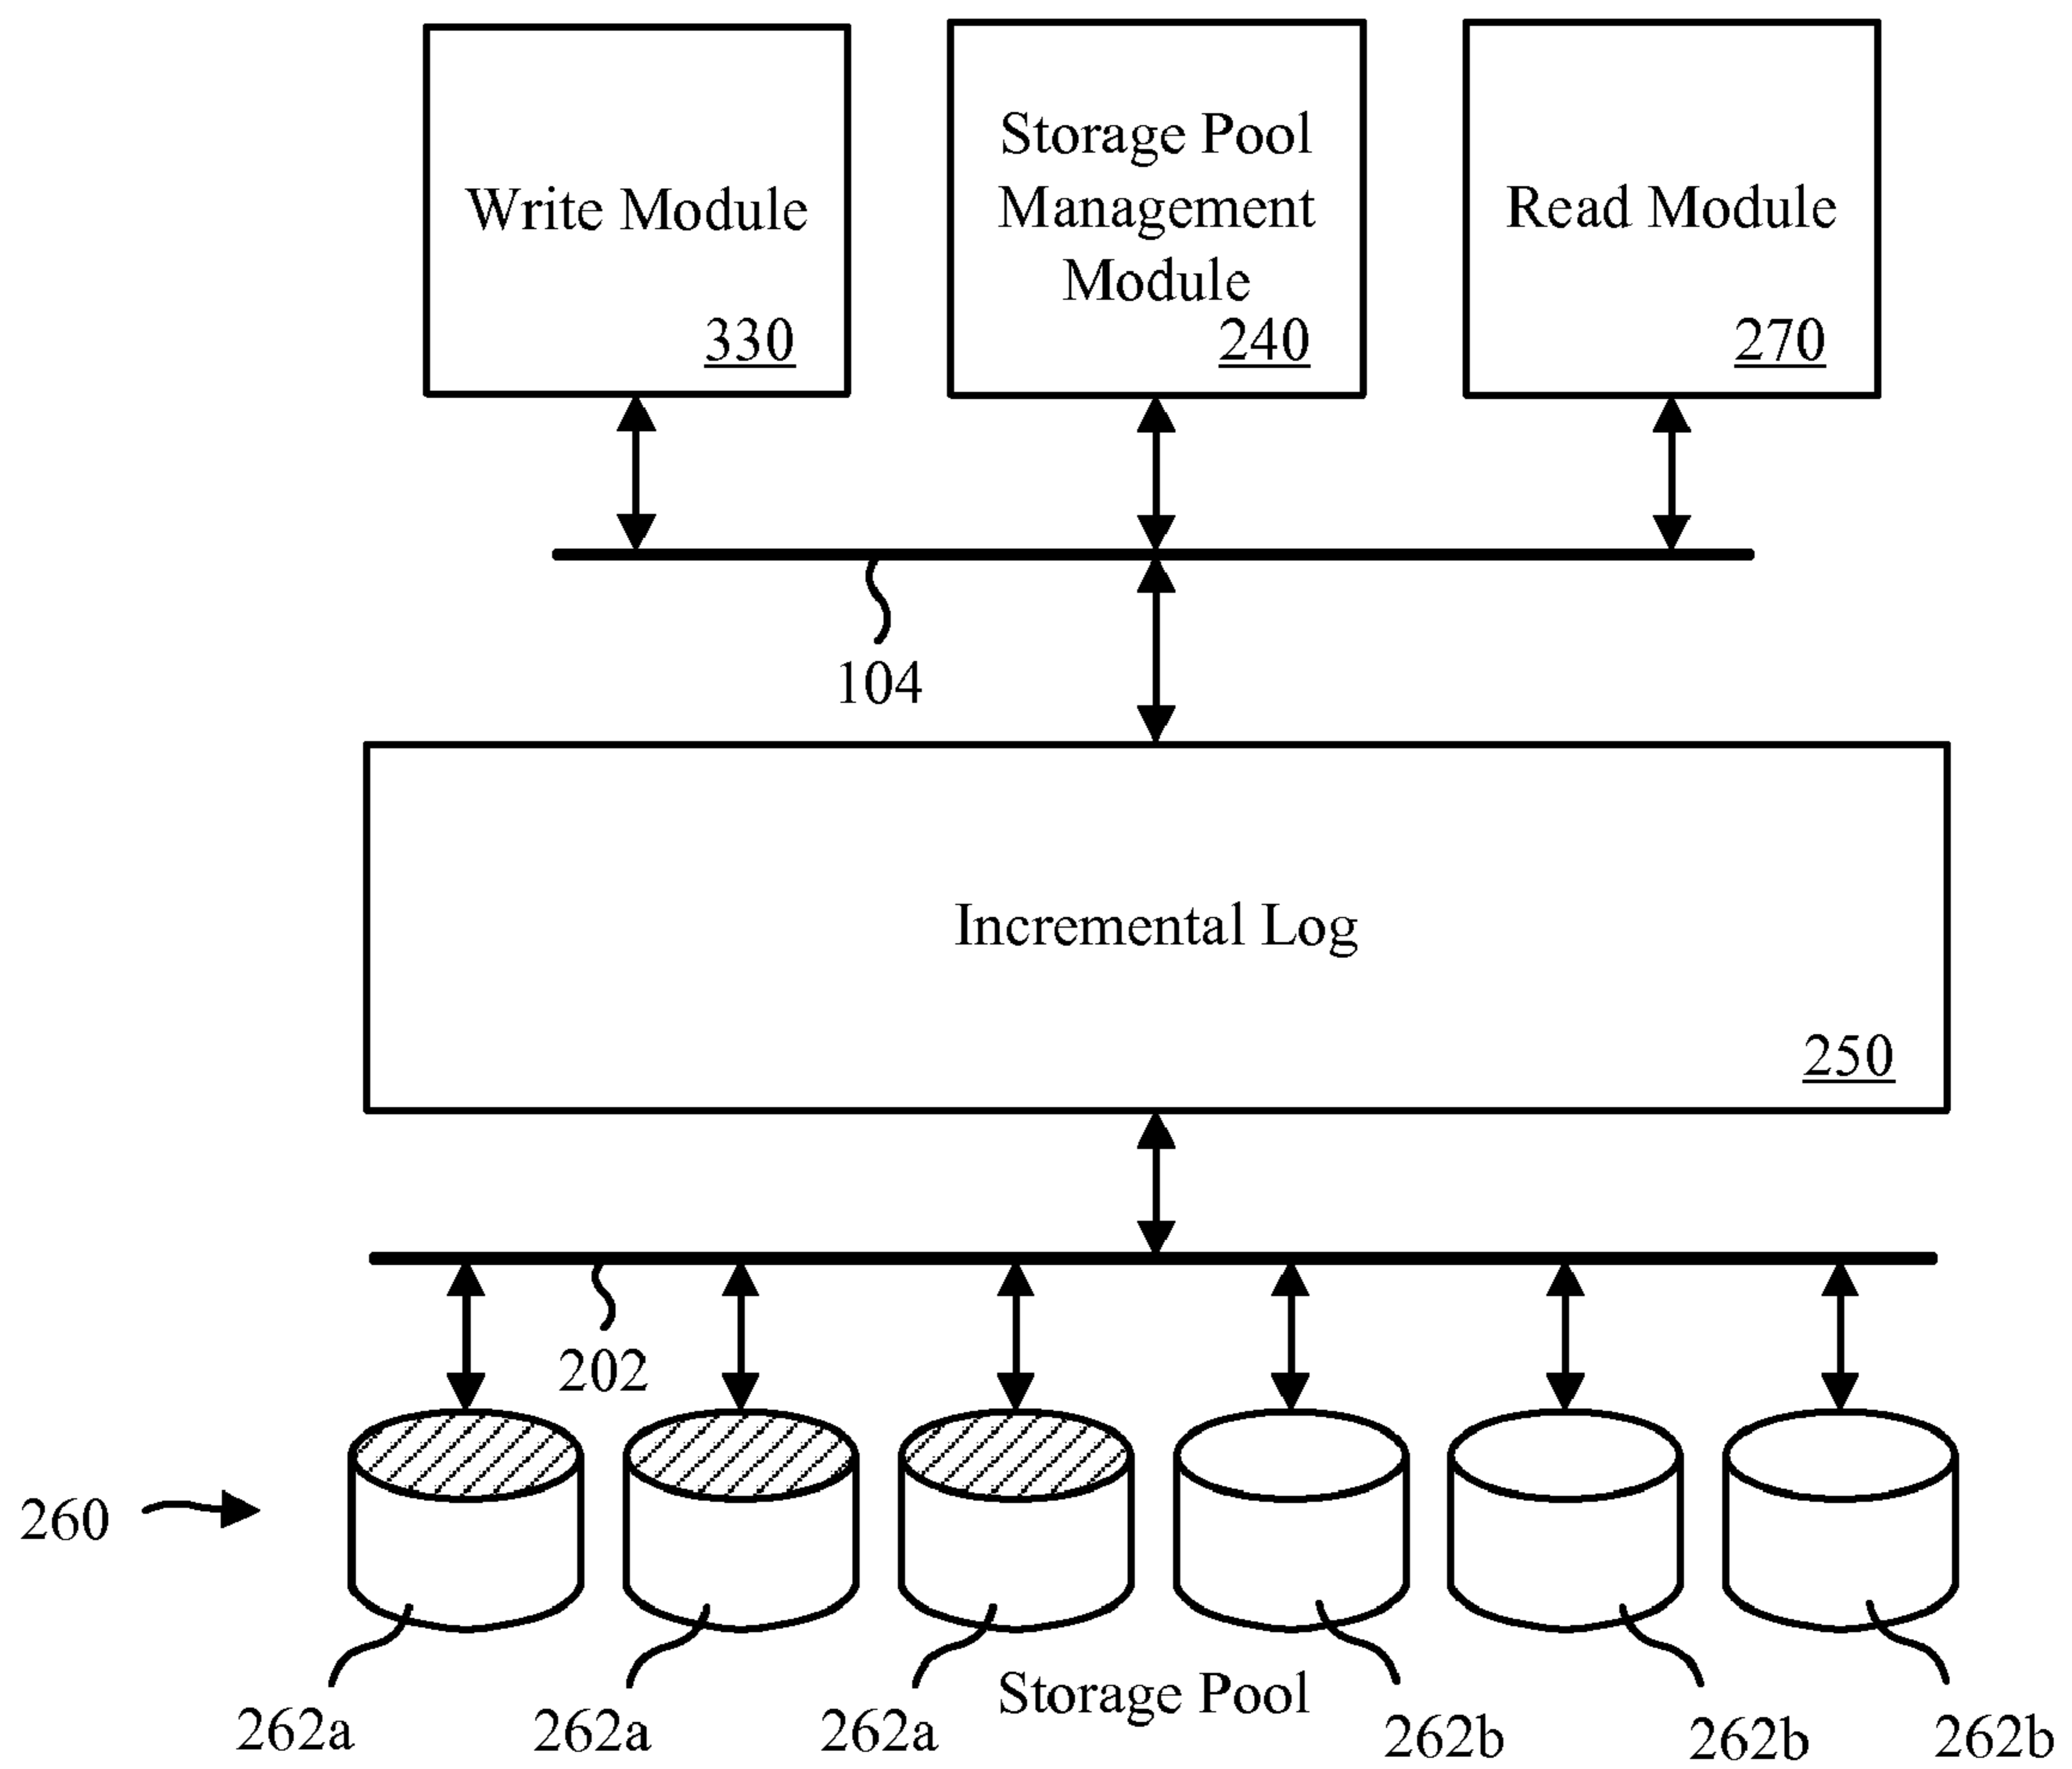 Write Module
330
Storage Pool
Management
Module
240
Read Module
270
104
Incremental Log
250
202
260
262a
262a
262a
Storage Pool
262b
262b
262b